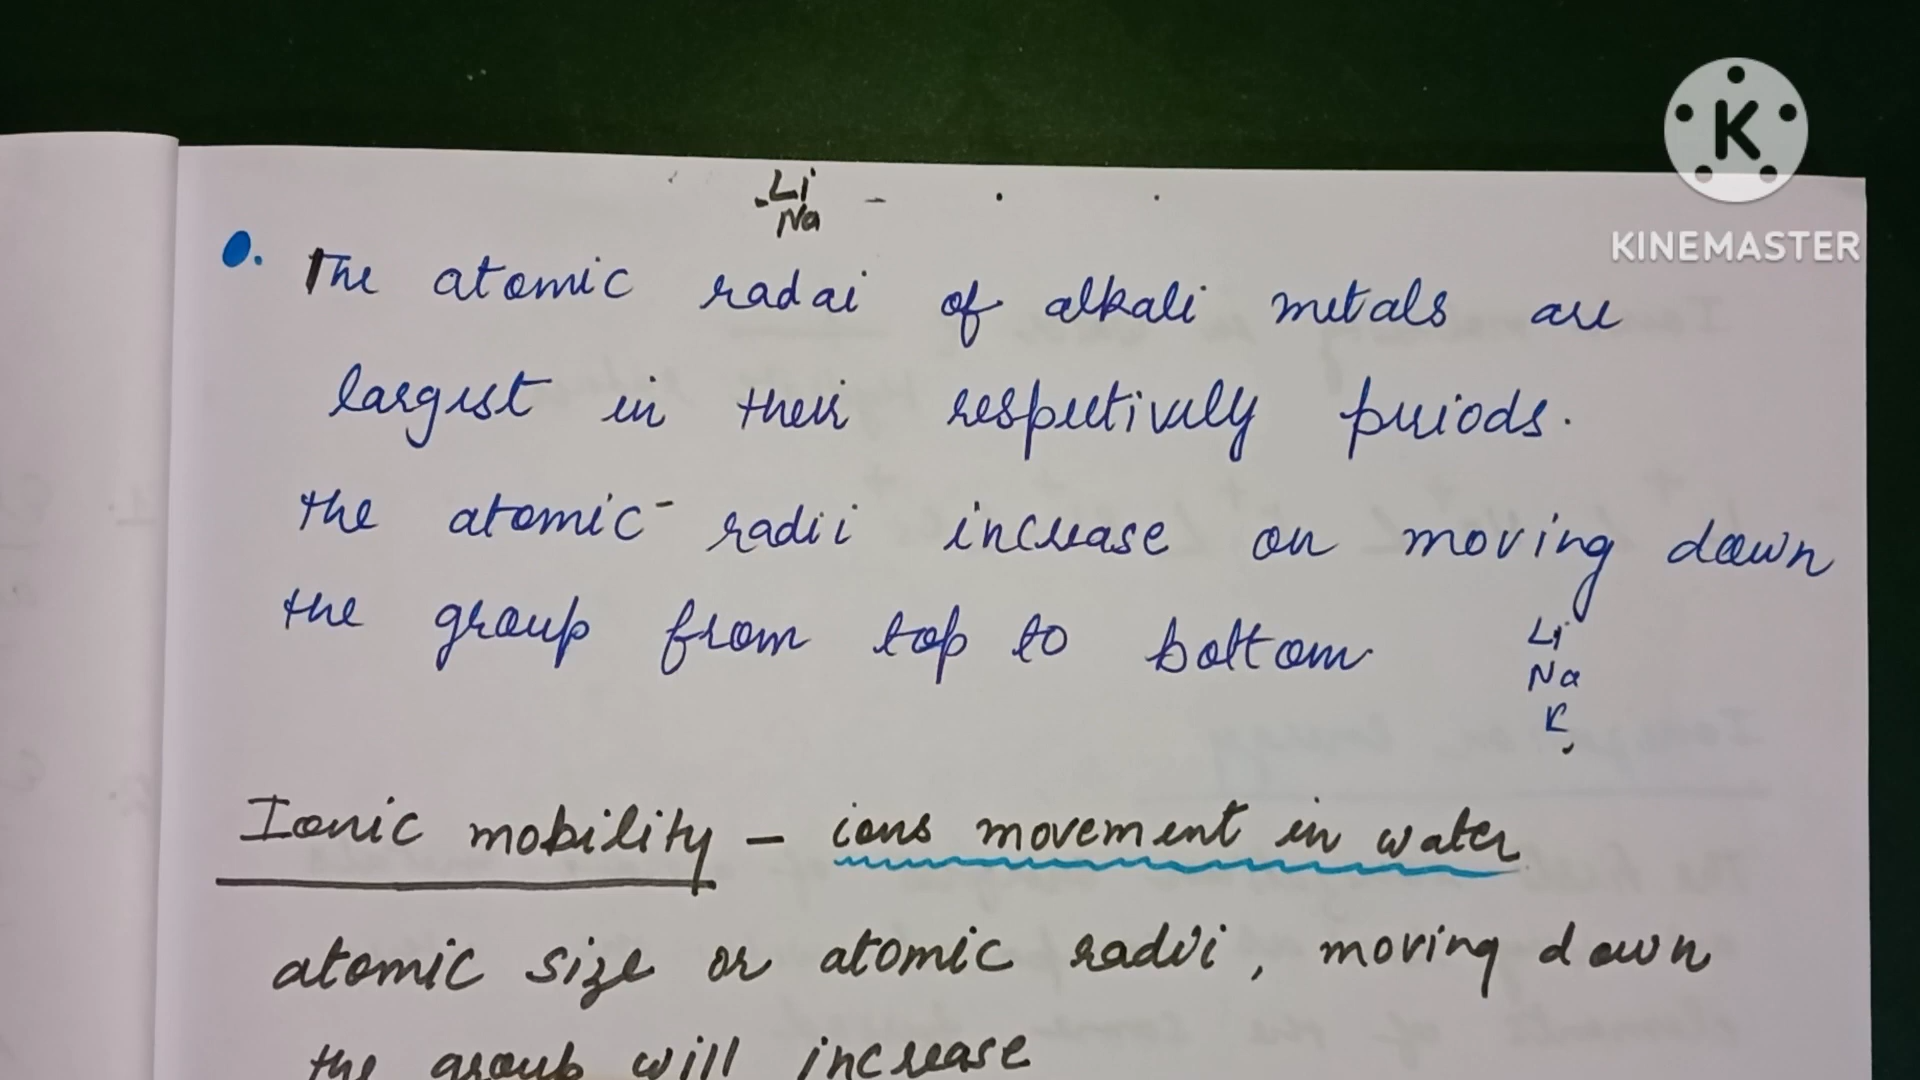 Li
Na
K
KINEMASTER
The atomic radai of alkali metals are
largest in their respectively periods.
the atomic radii increase on moving down
the group from top to bottom
Li
Na
K
Ionic mobility - ions movement in water
atomic size or atomic radii, moving down
the group will increase